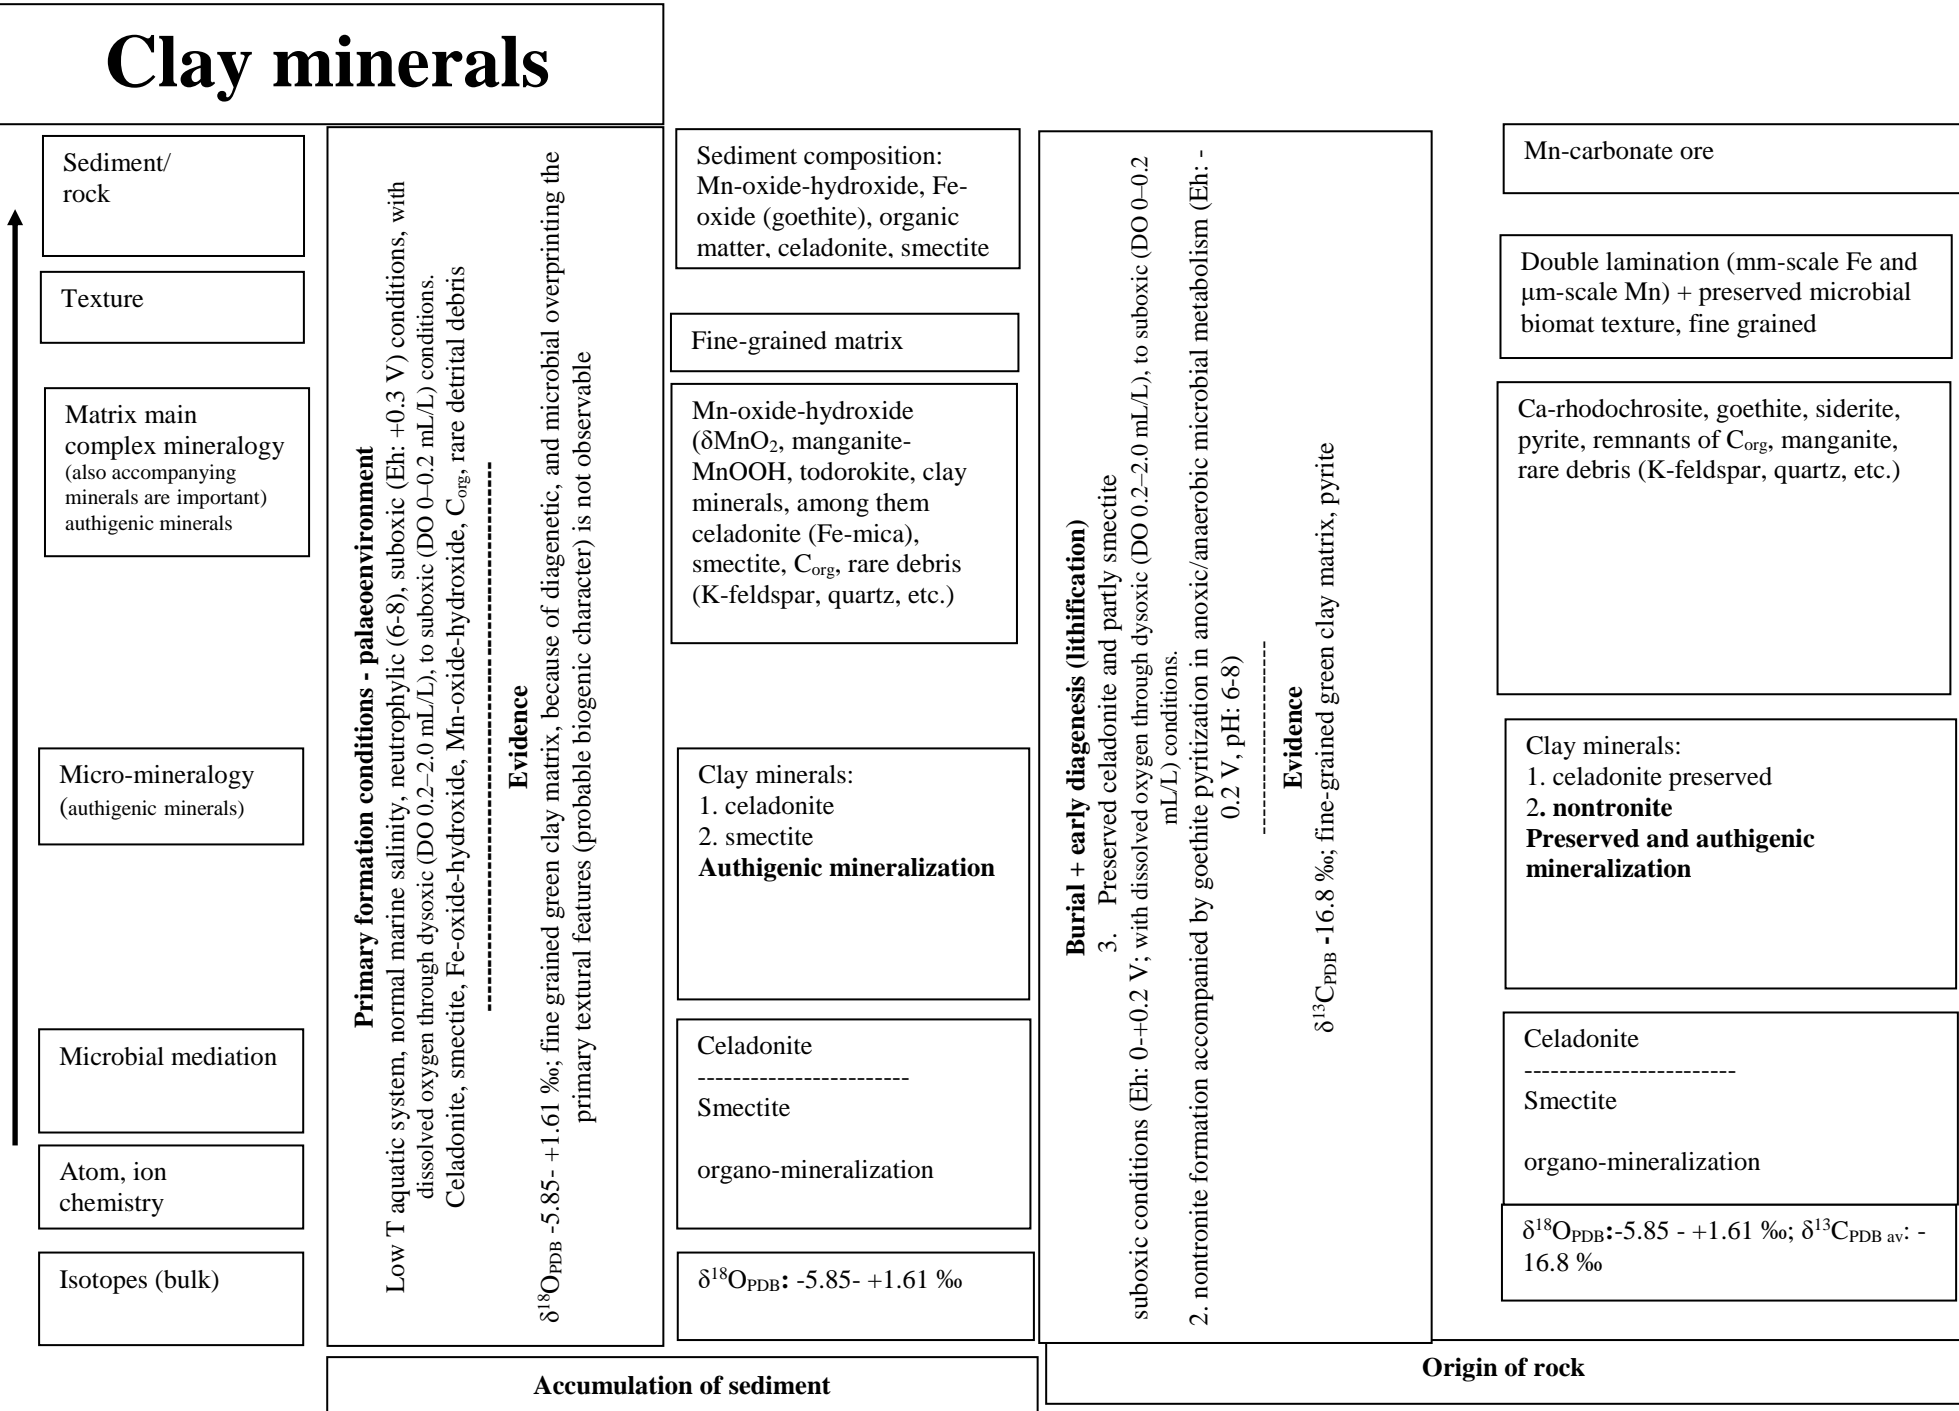 Clay minerals
Sediment/
rock
Texture
Matrix main
complex mineralogy
(also accompanying
minerals are important)
authigenic minerals
Micro-mineralogy
(authigenic minerals)
Microbial mediation
Atom, ion
chemistry
Isotopes (bulk)
Primary formation conditions - palaeoenvironment
Low T aquatic system, normal marine salinity, neutrophylic (6-8), suboxic (Eh: +0.3 V) conditions, with
dissolved oxygen through dysoxic (DO 0.2–2.0 mL/L), to suboxic (DO 0–0.2 mL/L) conditions.
Celadonite, smectite, Fe-oxide-hydroxide, Mn-oxide-hydroxide, Corg, rare detrital debris
--------------------------------------------------
Evidence
δ18OPDB -5.85- +1.61 ‰; fine grained green clay matrix, because of diagenetic, and microbial overprinting the
primary textural features (probable biogenic character) is not observable
Sediment composition:
Mn-oxide-hydroxide, Fe-
oxide (goethite), organic
matter, celadonite, smectite
Fine-grained matrix
Mn-oxide-hydroxide
(δMnO2, manganite-
MnOOH, todorokite, clay
minerals, among them
celadonite (Fe-mica),
smectite, Corg, rare debris
(K-feldspar, quartz, etc.)
Clay minerals:
1. celadonite
2. smectite
Authigenic mineralization
Celadonite
------------------------
Smectite
organo-mineralization
δ18OPDB: -5.85- +1.61 ‰
Accumulation of sediment
Burial + early diagenesis (lithification)
3. Preserved celadonite and partly smectite
suboxic conditions (Eh: 0-+0.2 V; with dissolved oxygen through dysoxic (DO 0.2–2.0 mL/L), to suboxic (DO 0–0.2
mL/L) conditions.
2. nontronite formation accompanied by goethite pyritization in anoxic/anaerobic microbial metabolism (Eh: -
0.2 V, pH: 6-8)
----------------------
Evidence
δ13CPDB -16.8 ‰; fine-grained green clay matrix, pyrite
Mn-carbonate ore
Double lamination (mm-scale Fe and
μm-scale Mn) + preserved microbial
biomat texture, fine grained
Ca-rhodochrosite, goethite, siderite,
pyrite, remnants of Corg, manganite,
rare debris (K-feldspar, quartz, etc.)
Clay minerals:
1. celadonite preserved
2. nontronite
Preserved and authigenic
mineralization
Celadonite
------------------------
Smectite
organo-mineralization
δ18OPDB:-5.85 - +1.61 ‰; δ13CPDB av: -
16.8 ‰
Origin of rock